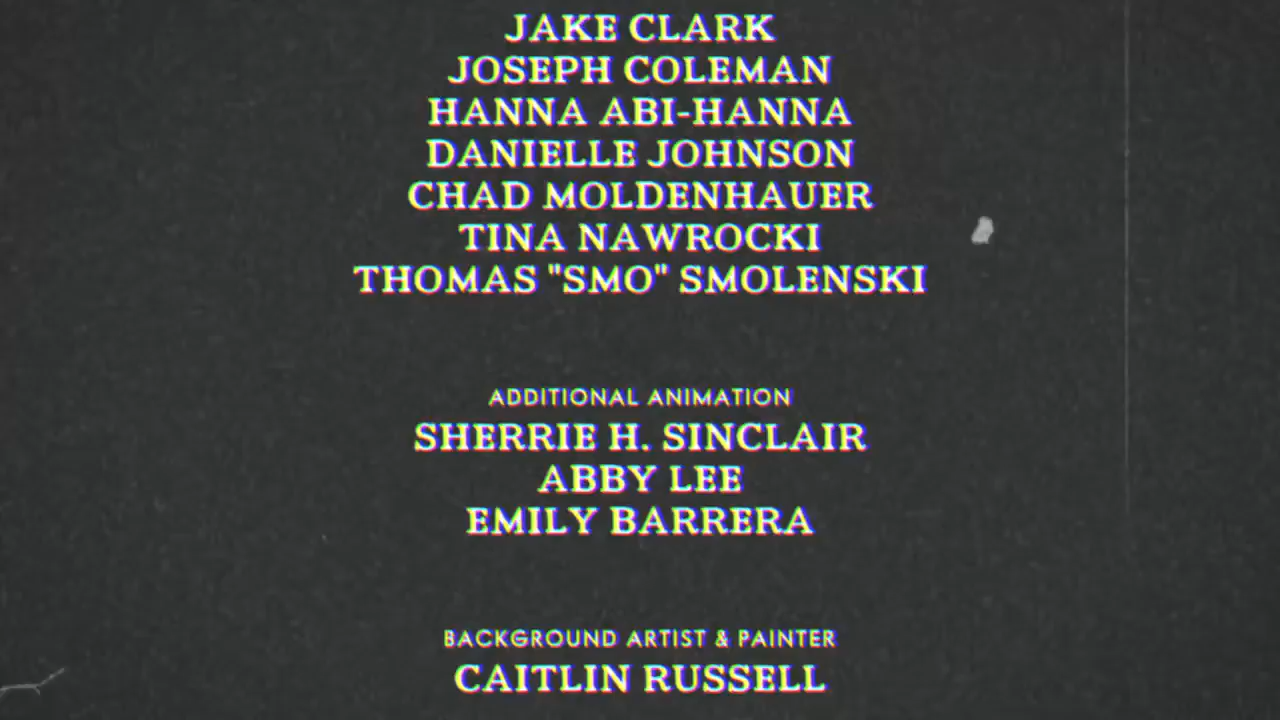 JAKE CLARK
JOSEPH COLEMAN
HANNA ABI-HANNA
DANIELLE JOHNSON
CHAD MOLDENHAUER
TINA NAWROCKI
THOMAS "SMO" SMOLENSKI
ADDITIONAL ANIMATION
SHERRIE H. SINCLAIR
ABBY LEE
EMILY BARRERA
BACKGROUND ARTIST & PAINTER
CAITLIN RUSSELL